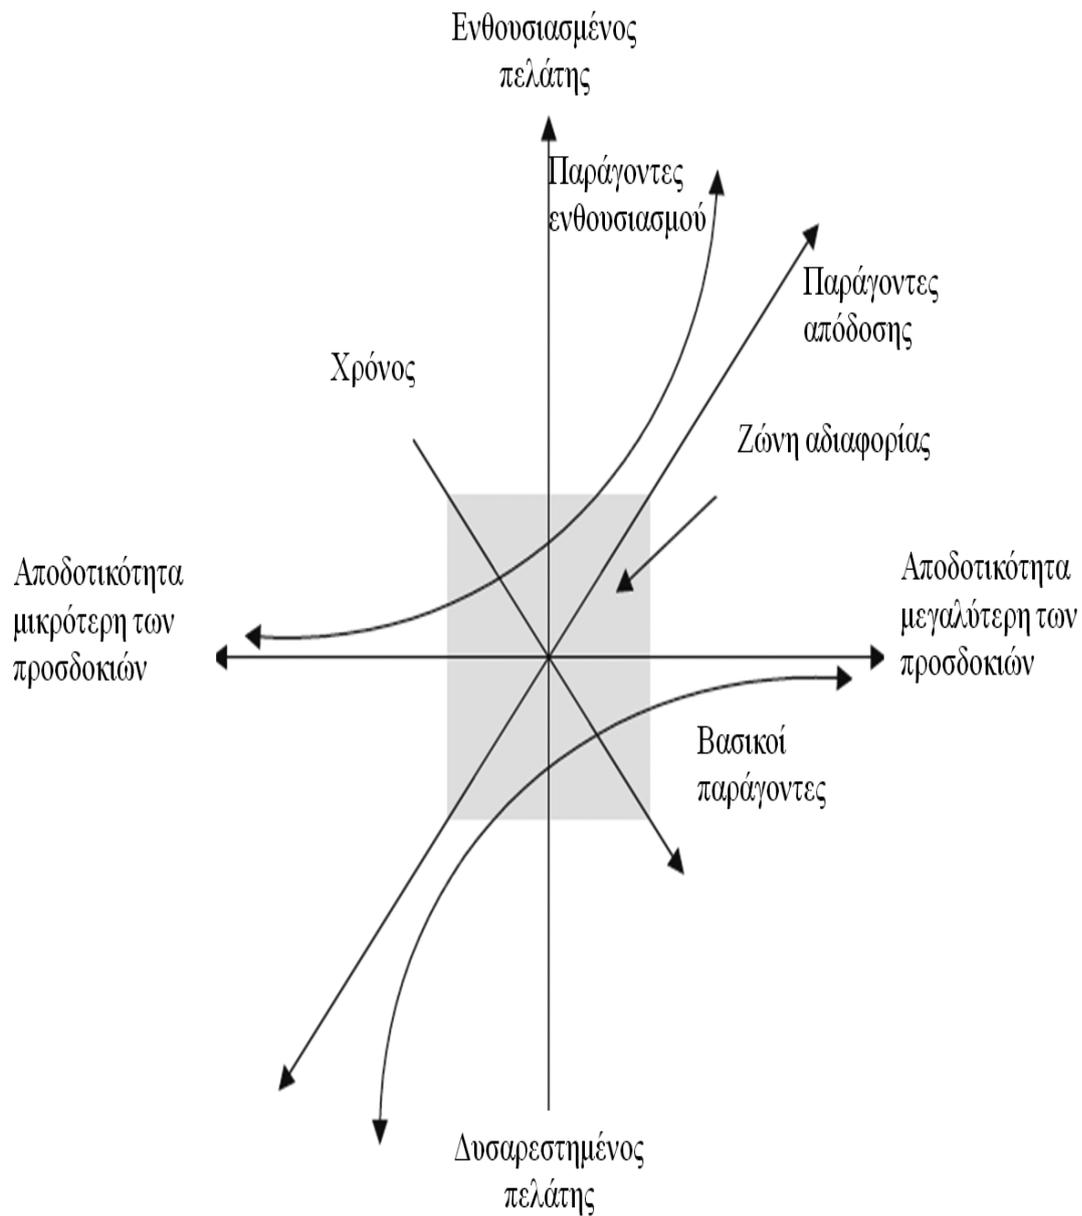 Ενθουσιασμένος
πελάτης
Παράγοντες
ενθουσιασμού
Παράγοντες
απόδοσης
Χρόνος
Ζώνη αδιαφορίας
Αποδοτικότητα
μικρότερη των
προσδοκιών
Αποδοτικότητα
μεγαλύτερη των
προσδοκιών
Βασικοί
παράγοντες
Δυσαρεστημένος
πελάτης